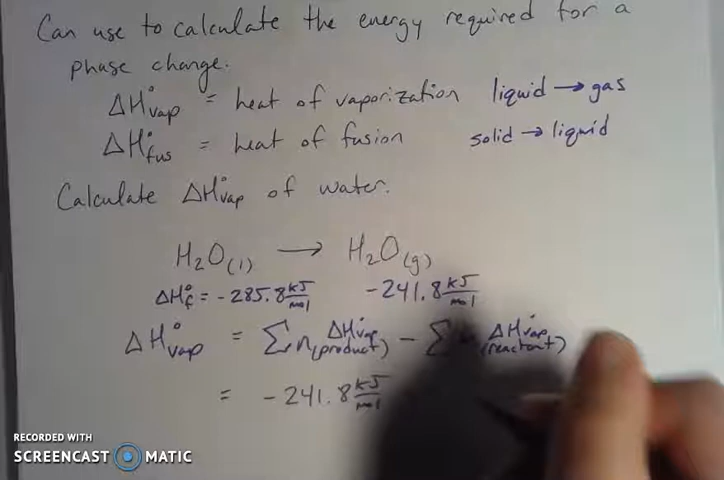 Can use to calculate the energy required for a
phase change.
ΔH°vap = heat of vaporization liquid → gas
ΔH°fus = heat of fusion solid → liquid
Calculate ΔH°vap of water.
H₂O(l) → H₂O(g)
ΔH°f = -285.8 kJ/mol -241.8 kJ/mol
ΔH°vap = ∑n ΔH°vap (product) - ∑ ΔH°vap (reactant)
= -241.8 kJ/mol
RECORDED WITH
SCREENCAST MATIC